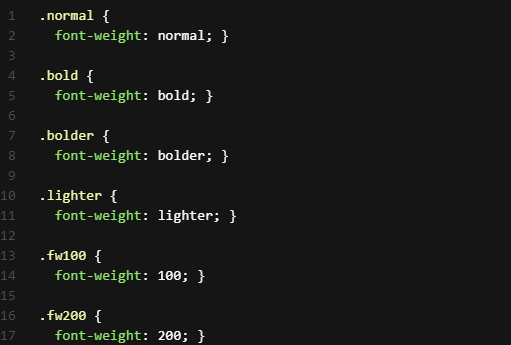 1 .normal {
2   font-weight: normal; }
3
4 .bold {
5   font-weight: bold; }
6
7 .bolder {
8   font-weight: bolder; }
9
10 .lighter {
11   font-weight: lighter; }
12
13 .fw100 {
14   font-weight: 100; }
15
16 .fw200 {
17   font-weight: 200; }